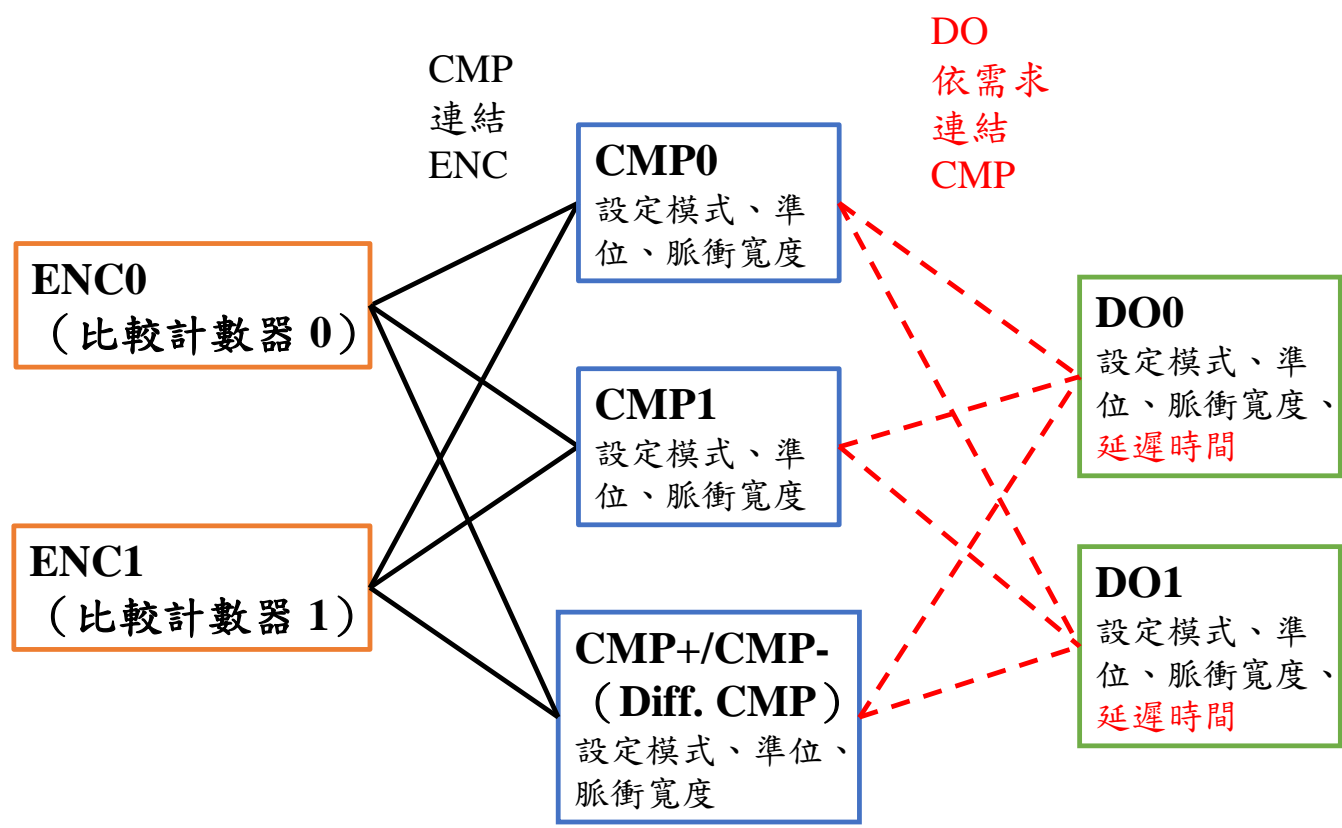 CMP
連結
ENC
DO
依需求
連結
CMP
ENC0
（比較計數器 0）
ENC1
（比較計數器 1）
CMP0
設定模式、準
位、脈衝寬度
CMP1
設定模式、準
位、脈衝寬度
CMP+/CMP-
（Diff. CMP）
設定模式、準位、
脈衝寬度
DO0
設定模式、準
位、脈衝寬度、
延遲時間
DO1
設定模式、準
位、脈衝寬度、
延遲時間